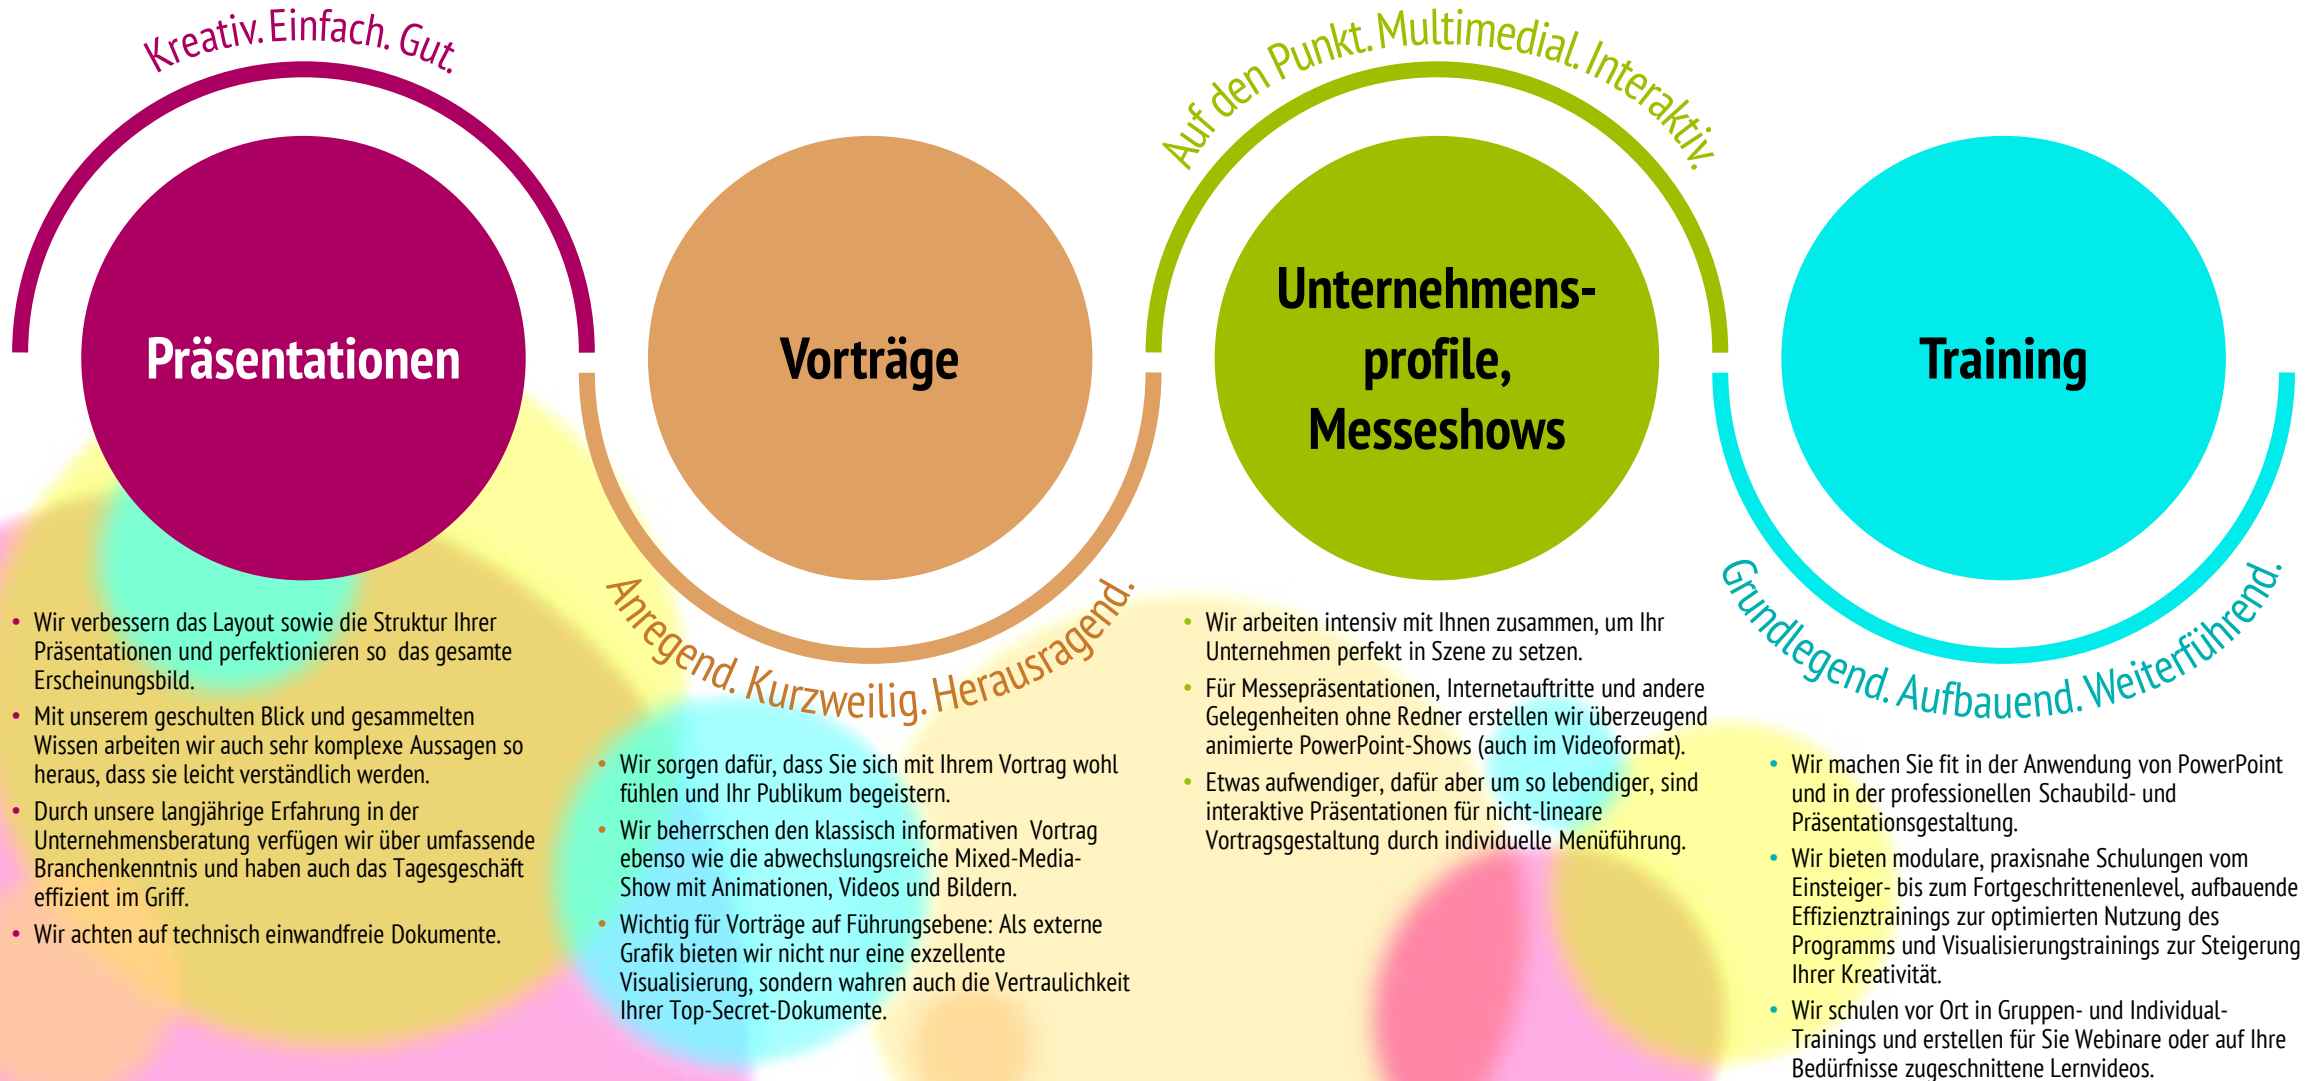 Kreativ. Einfach. Gut.
Präsentationen
• Wir verbessern das Layout sowie die Struktur Ihrer
Präsentationen und perfektionieren so das gesamte
Erscheinungsbild.
• Mit unserem geschulten Blick und gesammelten
Wissen arbeiten wir auch sehr komplexe Aussagen so
heraus, dass sie leicht verständlich werden.
• Durch unsere langjährige Erfahrung in der
Unternehmensberatung verfügen wir über umfassende
Branchenkenntnis und haben auch das Tagesgeschäft
effizient im Griff.
• Wir achten auf technisch einwandfreie Dokumente.
Vorträge
Anregend. Kurzweilig. Herausragend.
• Wir sorgen dafür, dass Sie sich mit Ihrem Vortrag wohl
fühlen und Ihr Publikum begeistern.
• Wir beherrschen den klassisch informativen Vortrag
ebenso wie die abwechslungsreiche Mixed-Media-
Show mit Animationen, Videos und Bildern.
• Wichtig für Vorträge auf Führungsebene: Als externe
Grafik bieten wir nicht nur eine exzellente
Visualisierung, sondern wahren auch die Vertraulichkeit
Ihrer Top-Secret-Dokumente.
Auf den Punkt. Multimedial. Interaktiv.
Unternehmens-
profile,
Messeshows
• Wir arbeiten intensiv mit Ihnen zusammen, um Ihr
Unternehmen perfekt in Szene zu setzen.
• Für Messepräsentationen, Internetauftritte und andere
Gelegenheiten ohne Redner erstellen wir überzeugend
animierte PowerPoint-Shows (auch im Videoformat).
• Etwas aufwendiger, dafür aber um so lebendiger, sind
interaktive Präsentationen für nicht-lineare
Vortragsgestaltung durch individuelle Menüführung.
Training
Grundlegend. Aufbauend. Weiterführend.
• Wir machen Sie fit in der Anwendung von PowerPoint
und in der professionellen Schaubild- und
Präsentationsgestaltung.
• Wir bieten modulare, praxisnahe Schulungen vom
Einsteiger- bis zum Fortgeschrittenenlevel, aufbauende
Effizienztrainings zur optimierten Nutzung des
Programms und Visualisierungstrainings zur Steigerung
Ihrer Kreativität.
• Wir schulen vor Ort in Gruppen- und Individual-
Trainings und erstellen für Sie Webinare oder auf Ihre
Bedürfnisse zugeschnittene Lernvideos.